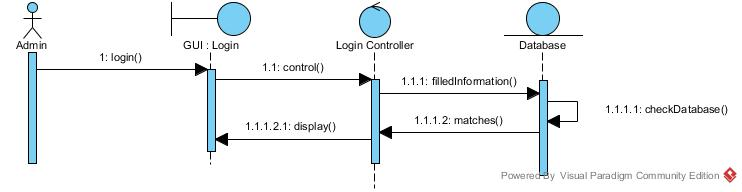 Admin
GUI : Login
Login Controller
Database
1: login()
1.1: control()
1.1.1: filledInformation()
1.1.1.1: checkDatabase()
1.1.1.2: matches()
1.1.1.2.1: display()
Powered By Visual Paradigm Community Edition